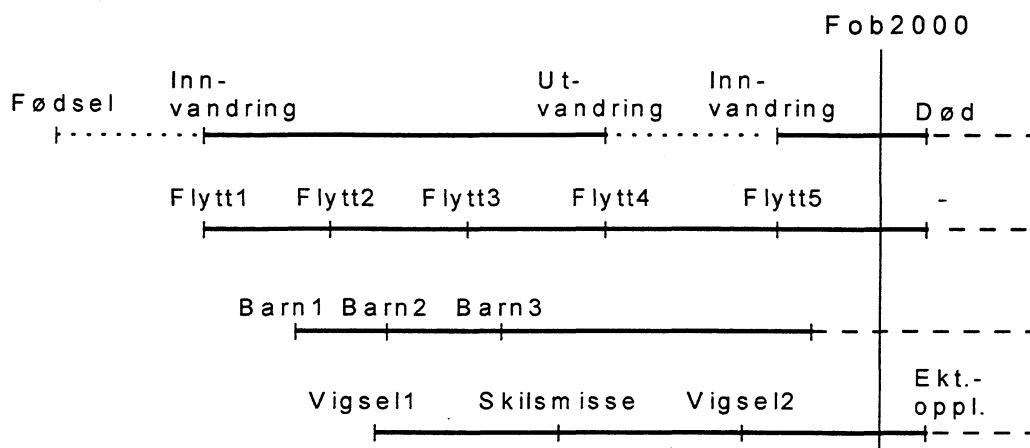 Fob2000
Inn-
vandring
Ut-
vandring
Inn-
vandring
Fødsel
Død
Flytt1 Flytt2 Flytt3 Flytt4 Flytt5 -
Barn1 Barn2 Barn3
Vigsel1 Skilsmisse Vigsel2
Ekt.-
oppl.